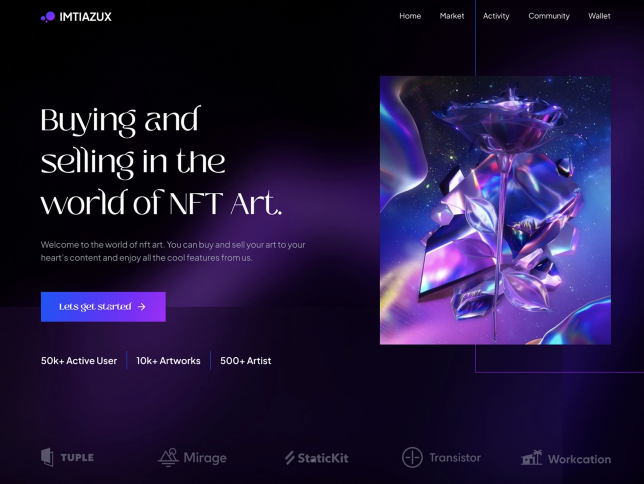 IMTIAZUX
Home Market Activity Community Wallet
Buying and
selling in the
world of NFT Art.
Welcome to the world of nft art. You can buy and sell your art to your
heart's content and enjoy all the cool features from us.
Lets get started
50k+ Active User 10k+ Artworks 500+ Artist
TUPLE Mirage StaticKit Transistor Workcation